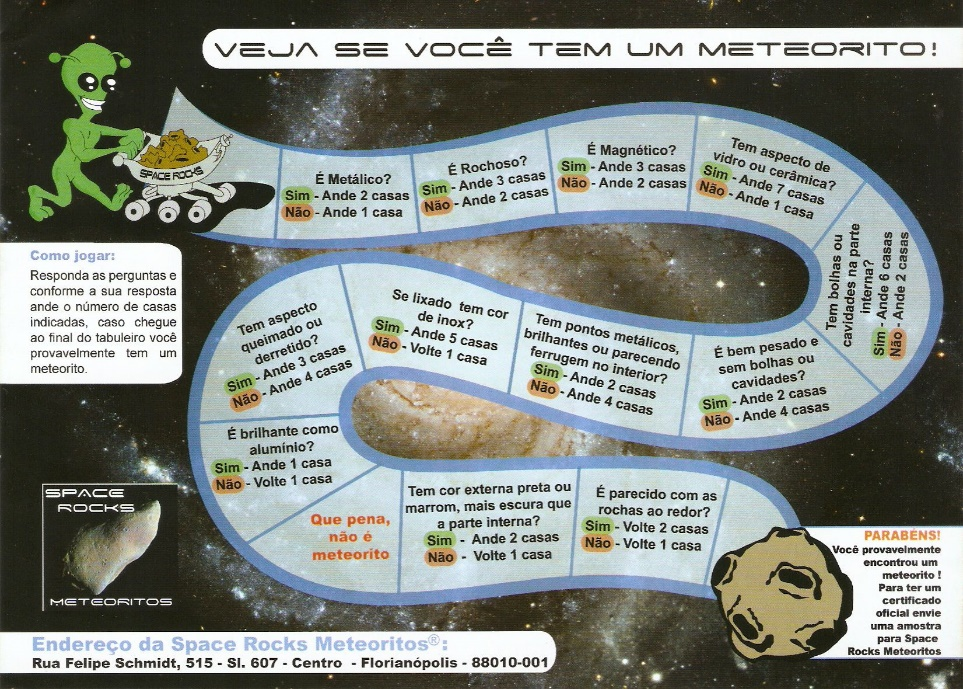 VEJA SE VOCÊ TEM UM METEORITO!
SPACE ROCKS
É Metálico?
Sim - Ande 2 casas
Não - Ande 1 casa
É Rochoso?
Sim - Ande 3 casas
Não - Ande 2 casas
É Magnético?
Sim - Ande 3 casas
Não - Ande 2 casas
Tem aspecto de
vidro ou cerâmica?
Sim - Ande 7 casas
Não - Ande 1 casa
Tem bolhas ou
cavidades na parte
interna?
Sim - Ande 6 casas
Não - Ande 2 casas
É bem pesado e
sem bolhas ou
cavidades?
Sim - Ande 2 casas
Não - Ande 4 casas
Tem pontos metálicos,
brilhantes ou parecendo
ferrugem no interior?
Sim - Ande 2 casas
Não - Ande 4 casas
Se lixado tem cor
de inox?
Sim - Ande 5 casas
Não - Volte 1 casa
Tem aspecto
queimado ou
derretido?
Sim - Ande 3 casas
Não - Ande 4 casas
É brilhante como
alumínio?
Sim - Ande 1 casa
Não - Volte 1 casa
Que pena,
não é
meteorito
Tem cor externa preta ou
marrom, mais escura que
a parte interna?
Sim - Ande 2 casas
Não - Volte 1 casa
É parecido com as
rochas ao redor?
Sim - Volte 2 casas
Não - Volte 1 casa
PARABÉNS!
Você provavelmente
encontrou um
meteorito !
Para ter um
certificado
oficial envie
uma amostra
para Space
Rocks Meteoritos
Como jogar:
Responda as perguntas e
conforme a sua resposta
ande o número de casas
indicadas, caso chegue
ao final do tabuleiro você
provavelmente tem um
meteorito.
SPACE
ROCKS
METEORITOS
Endereço da Space Rocks Meteoritos®:
Rua Felipe Schmidt, 515 - Sl. 607 - Centro - Florianópolis - 88010-001